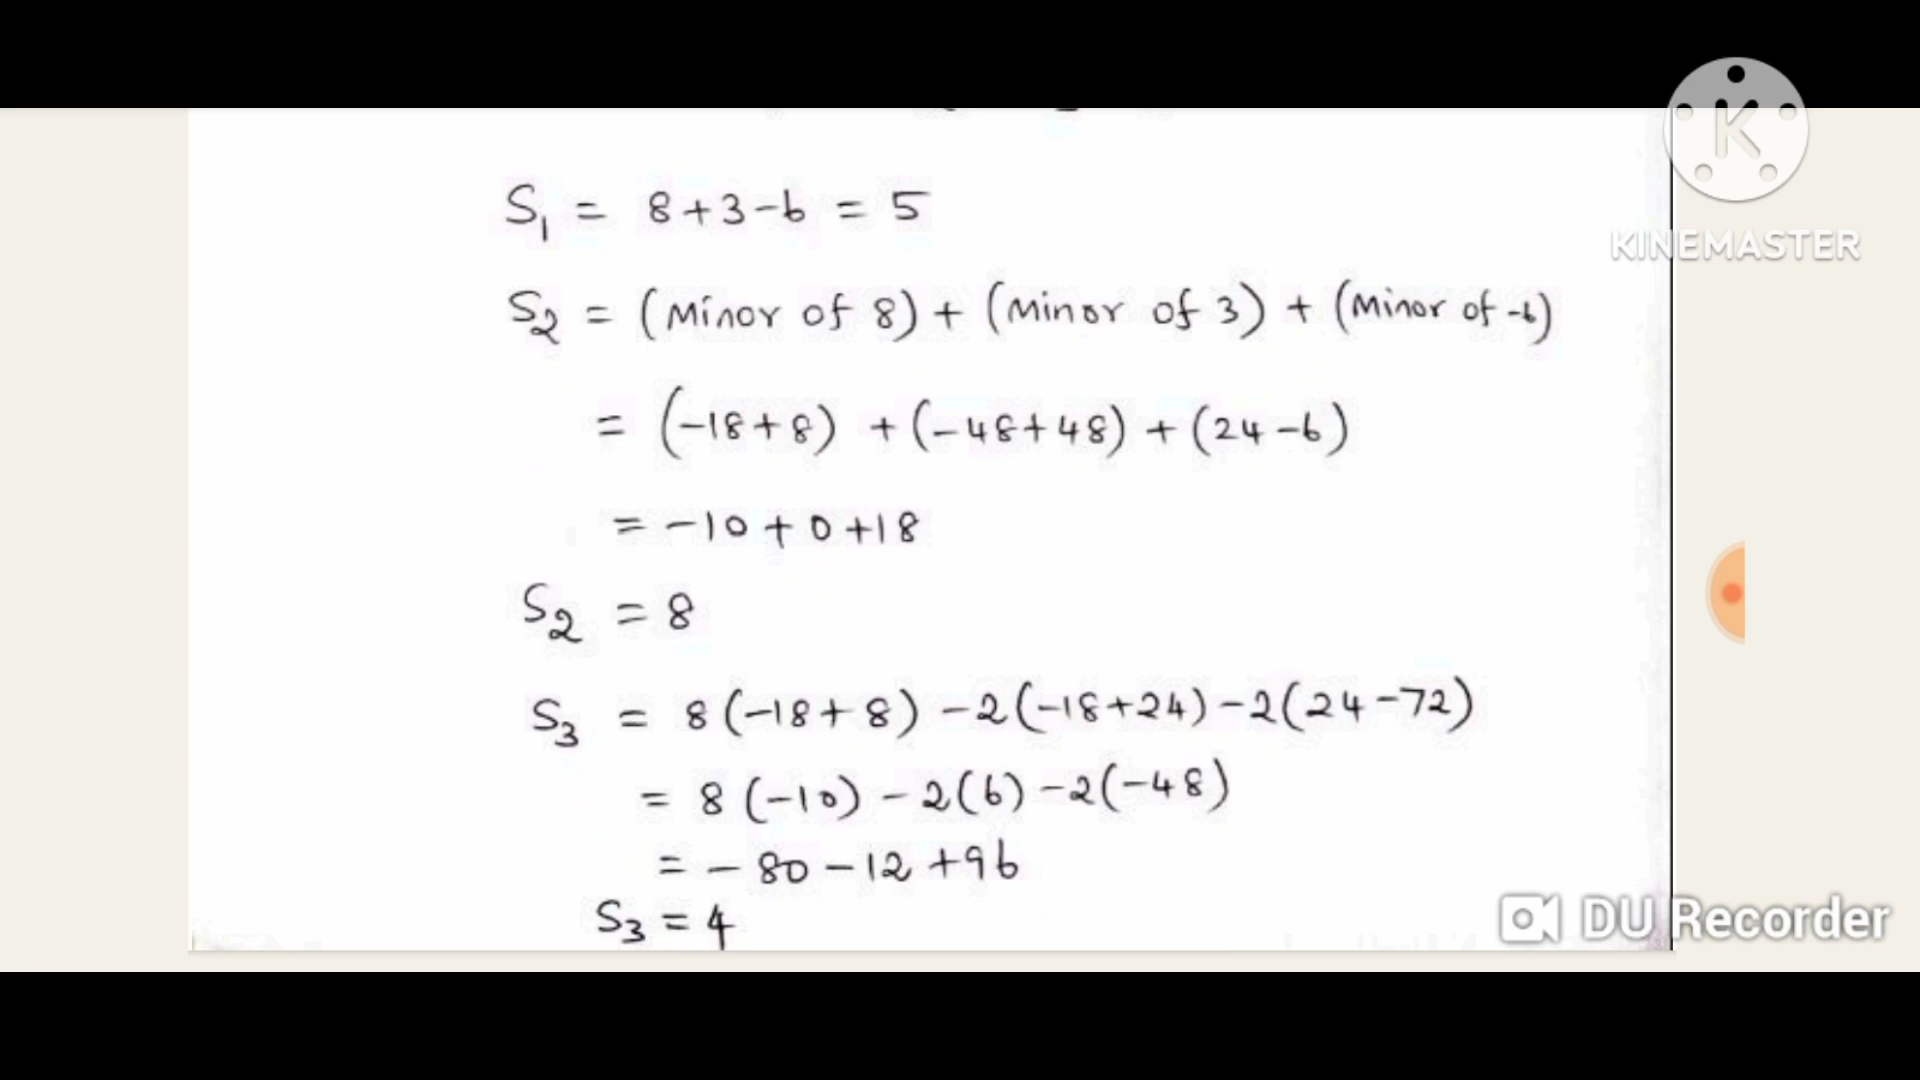 K
KINEMASTER
S₁ = 8+3-6 = 5
S₂ = (Minor of 8) + (Minor of 3) + (Minor of -6)
= (-18+8) + (-48+48) + (24-6)
= -10+0+18
S₂ = 8
S₃ = 8(-18+8) -2(-18+24) -2(24-72)
= 8(-10) -2(6) -2(-48)
= -80-12+96
S₃ = 4
DU Recorder